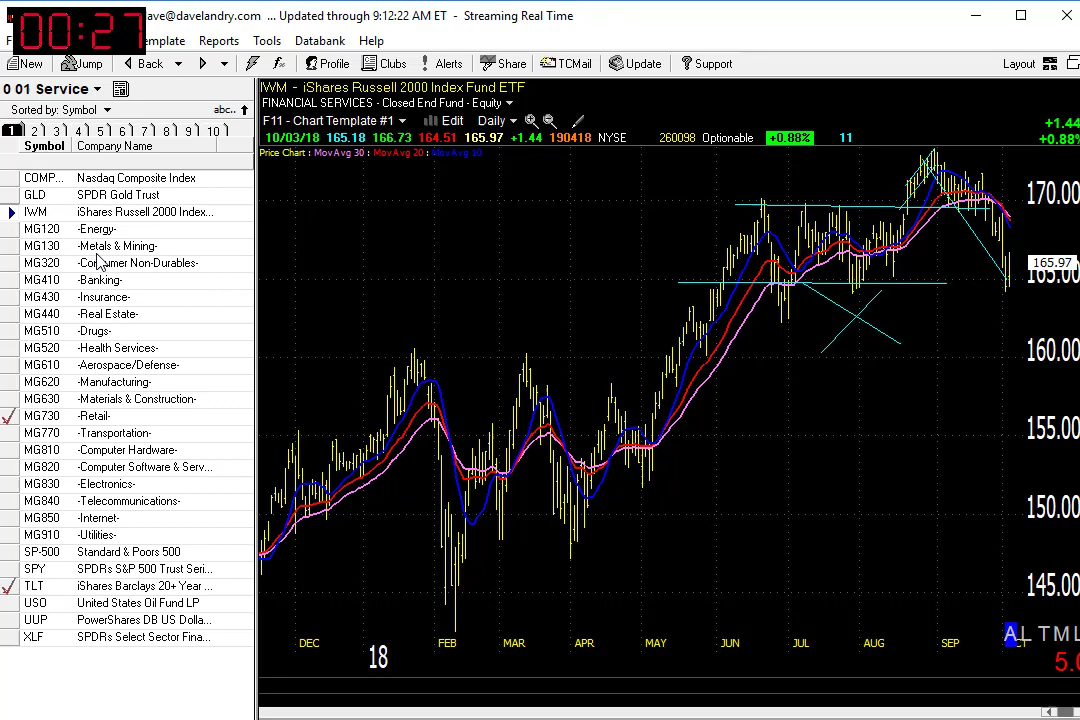 00:27
ave@davelandry.com ... Updated through 9:12:22 AM ET - Streaming Real Time
F emplate Reports Tools Databank Help
New Jump Back Profile Clubs Alerts Share TCMail Update Support Layout
0 01 Service
Sorted by: Symbol abc..
1 2 3 4 5 6 7 8 9 10
Symbol Company Name
COMP... Nasdaq Composite Index
GLD SPDR Gold Trust
IWM iShares Russell 2000 Index...
MG120 -Energy-
MG130 -Metals & Mining-
MG320 -Consumer Non-Durables-
MG410 -Banking-
MG430 -Insurance-
MG440 -Real Estate-
MG510 -Drugs-
MG520 -Health Services-
MG610 -Aerospace/Defense-
MG620 -Manufacturing-
MG630 -Materials & Construction-
MG730 -Retail-
MG770 -Transportation-
MG810 -Computer Hardware-
MG820 -Computer Software & Serv...
MG830 -Electronics-
MG840 -Telecommunications-
MG850 -Internet-
MG910 -Utilities-
SP-500 Standard & Poors 500
SPY SPDRs S&P 500 Trust Seri...
TLT iShares Barclays 20+ Year ...
USO United States Oil Fund LP
UUP PowerShares DB US Dolla...
XLF SPDRs Select Sector Fina...
IWM - iShares Russell 2000 Index Fund ETF
FINANCIAL SERVICES - Closed End Fund - Equity
F11 - Chart Template #1 Edit Daily
+1.44
10/03/18 165.18 166.73 164.51 165.97 +1.44 190418 NYSE 260098 Optionable +0.88% 11
+0.88%
Price Chart : MovAvg 30 : MovAvg 20 : MovAvg 10
170.00
165.97
165.00
160.00
155.00
150.00
145.00
A L T M L
DEC FEB MAR APR MAY JUN JUL AUG SEP
18
5.0